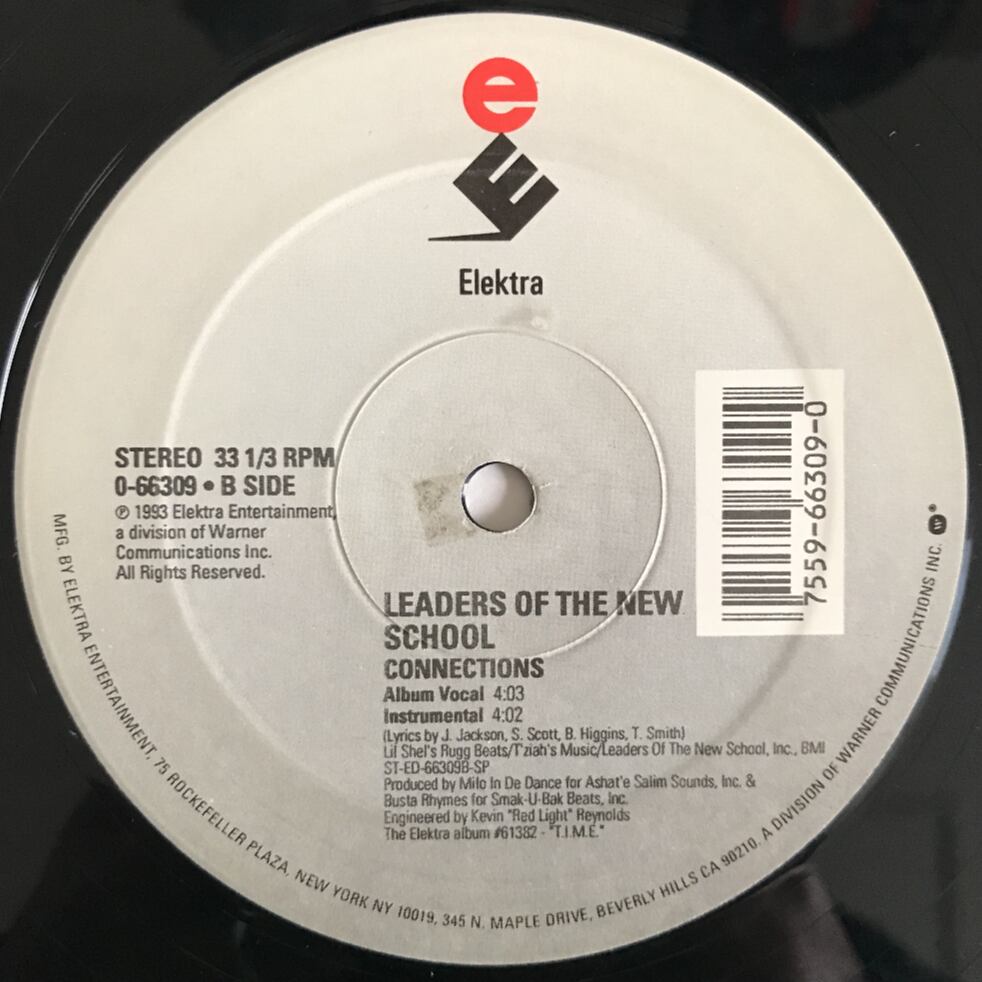 e
E
Elektra
STEREO 33 1/3 RPM
0-66309 • B SIDE
℗ 1993 Elektra Entertainment,
a division of Warner
Communications Inc.
All Rights Reserved.
7559-66309-0
LEADERS OF THE NEW
SCHOOL
CONNECTIONS
Album Vocal 4:03
Instrumental 4:02
(Lyrics by J. Jackson, S. Scott, B. Higgins, T. Smith)
Lil Shel's Rugg Beats/T'ziah's Music/Leaders Of The New School, Inc., BMI
ST-ED-66309B-SP
Produced by Milo In De Dance for Ashat'e Salim Sounds, Inc. &
Busta Rhymes for Smak-U-Bak Beats, Inc.
Engineered by Kevin "Red Light" Reynolds
The Elektra album #61382 - "T.I.M.E."
MFG. BY ELEKTRA ENTERTAINMENT, 75 ROCKEFELLER PLAZA, NEW YORK NY 10019, 345 N. MAPLE DRIVE, BEVERLY HILLS CA 90210. A DIVISION OF WARNER COMMUNICATIONS INC. W ®